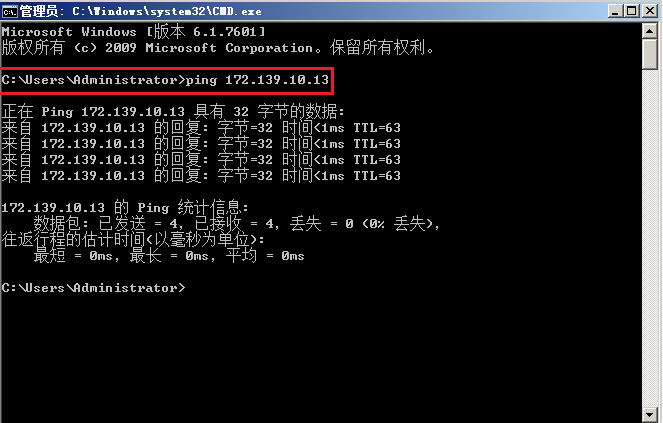 管理员: C:\Windows\system32\CMD.exe
Microsoft Windows [版本 6.1.7601]
版权所有 (c) 2009 Microsoft Corporation。保留所有权利。
C:\Users\Administrator>ping 172.139.10.13
正在 Ping 172.139.10.13 具有 32 字节的数据:
来自 172.139.10.13 的回复: 字节=32 时间<1ms TTL=63
来自 172.139.10.13 的回复: 字节=32 时间<1ms TTL=63
来自 172.139.10.13 的回复: 字节=32 时间<1ms TTL=63
来自 172.139.10.13 的回复: 字节=32 时间<1ms TTL=63
172.139.10.13 的 Ping 统计信息:
数据包: 已发送 = 4, 已接收 = 4, 丢失 = 0 (0% 丢失),
往返行程的估计时间(以毫秒为单位):
最短 = 0ms, 最长 = 0ms, 平均 = 0ms
C:\Users\Administrator>